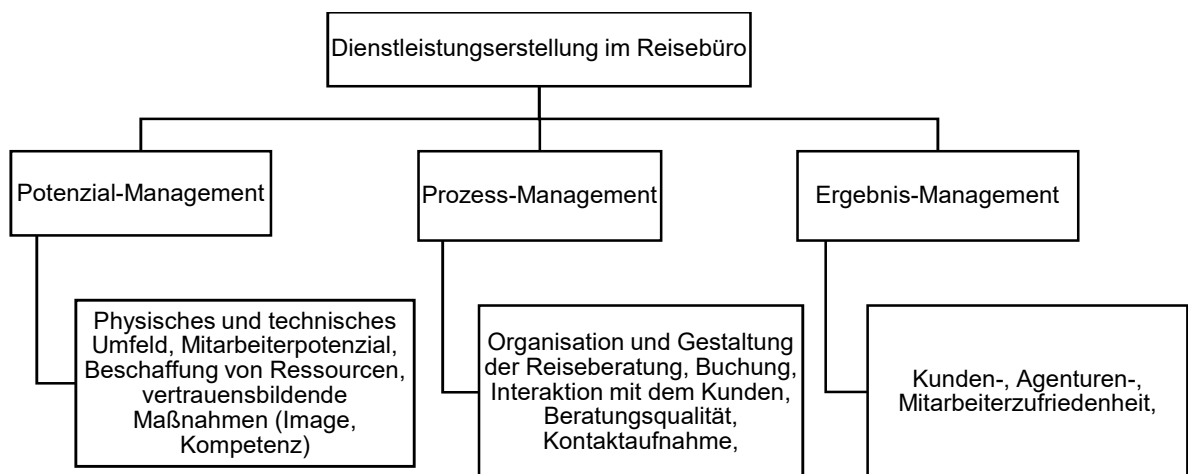 Dienstleistungserstellung im Reisebüro
Potenzial-Management
Prozess-Management
Ergebnis-Management
Physisches und technisches
Umfeld, Mitarbeiterpotenzial,
Beschaffung von Ressourcen,
vertrauensbildende
Maßnahmen (Image,
Kompetenz)
Organisation und Gestaltung
der Reiseberatung, Buchung,
Interaktion mit dem Kunden,
Beratungsqualität,
Kontaktaufnahme,
Kunden-, Agenturen-,
Mitarbeiterzufriedenheit,